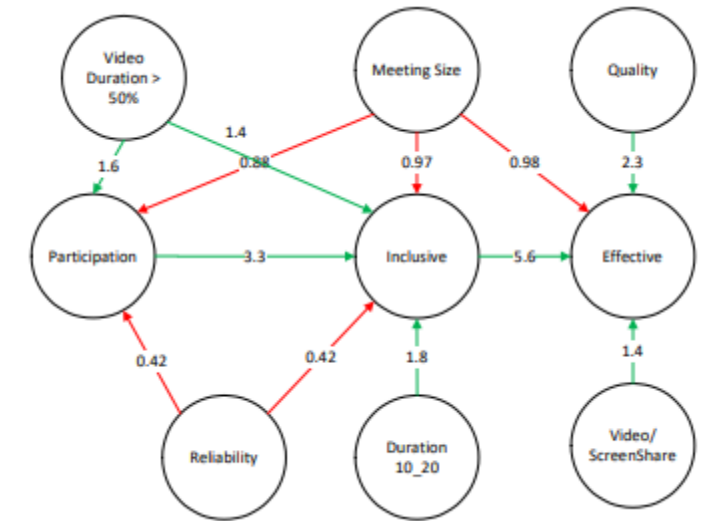 Video
Duration >
50%
Meeting Size
Quality
1.4
1.6
0.88
0.97
0.98
2.3
Participation
3.3
Inclusive
5.6
Effective
0.42
0.42
1.8
1.4
Reliability
Duration
10_20
Video/
ScreenShare